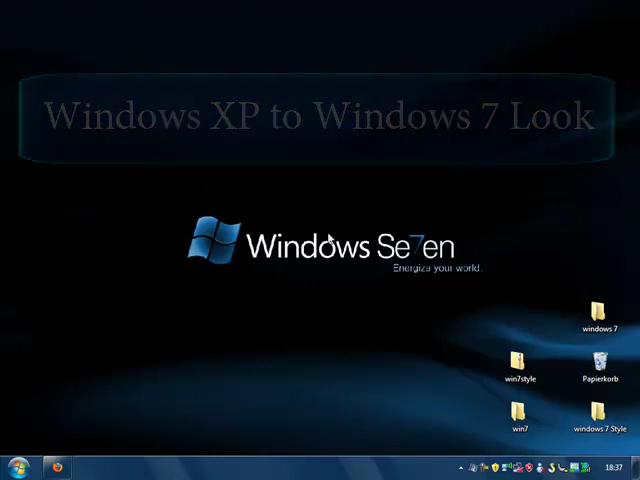 Windows XP to Windows 7 Look
Windows Se7en
Energize your world.
windows 7
win7style
Papierkorb
win7
windows 7 Style
18:37